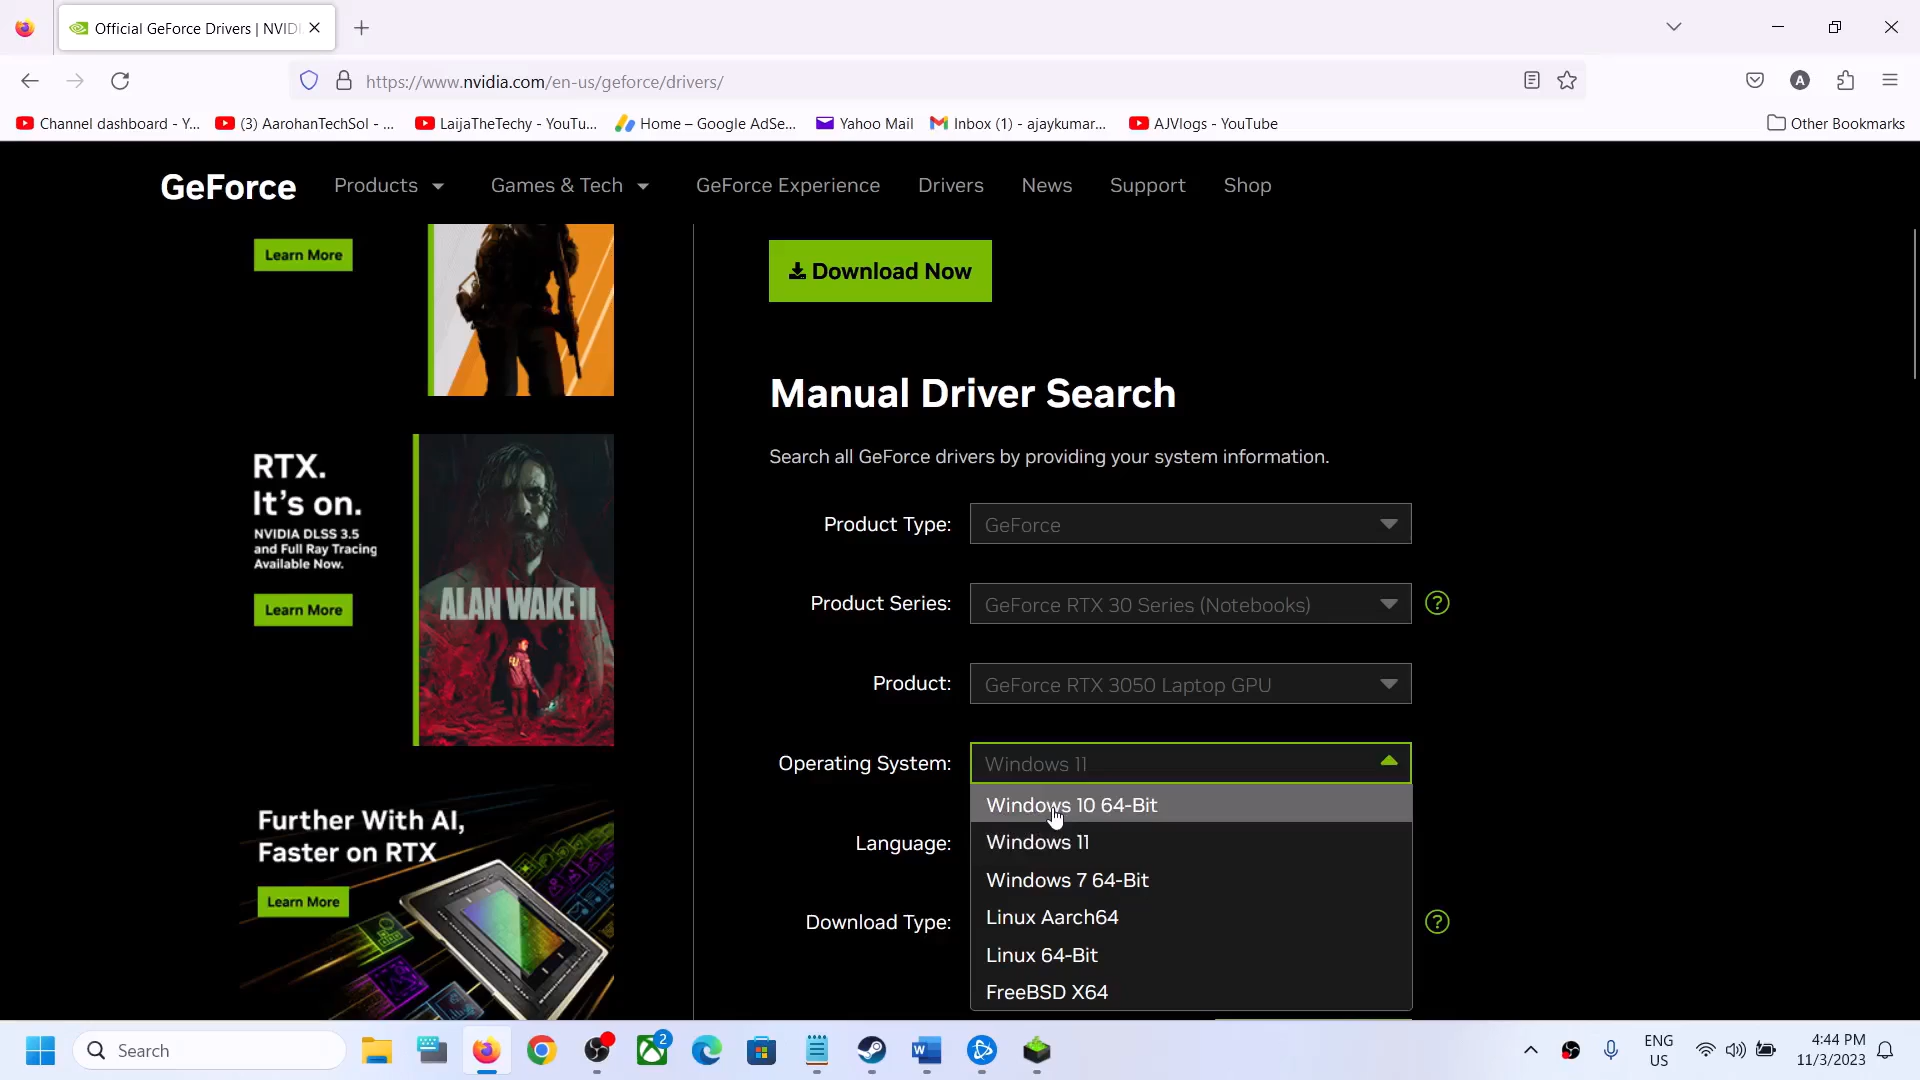 Official GeForce Drivers | NVIDI
https://www.nvidia.com/en-us/geforce/drivers/
Channel dashboard - Y...
(3) AarohanTechSol - ...
LaijaTheTechy - YouTu...
Home – Google AdSe...
Yahoo Mail
Inbox (1) - ajaykumar...
AJVlogs - YouTube
Other Bookmarks
GeForce
Products
Games & Tech
GeForce Experience
Drivers
News
Support
Shop
Learn More
RTX.
It's on.
NVIDIA DLSS 3.5
and Full Ray Tracing
Available Now.
Learn More
ALAN WAKE II
Further With AI,
Faster on RTX
Learn More
Download Now
Manual Driver Search
Search all GeForce drivers by providing your system information.
Product Type: GeForce
Product Series: GeForce RTX 30 Series (Notebooks) ?
Product: GeForce RTX 3050 Laptop GPU
Operating System: Windows 11
Windows 10 64-Bit
Windows 11
Windows 7 64-Bit
Linux Aarch64
Linux 64-Bit
FreeBSD X64
Language:
Download Type: ?
Search
2
ENG
US
4:44 PM
11/3/2023
A